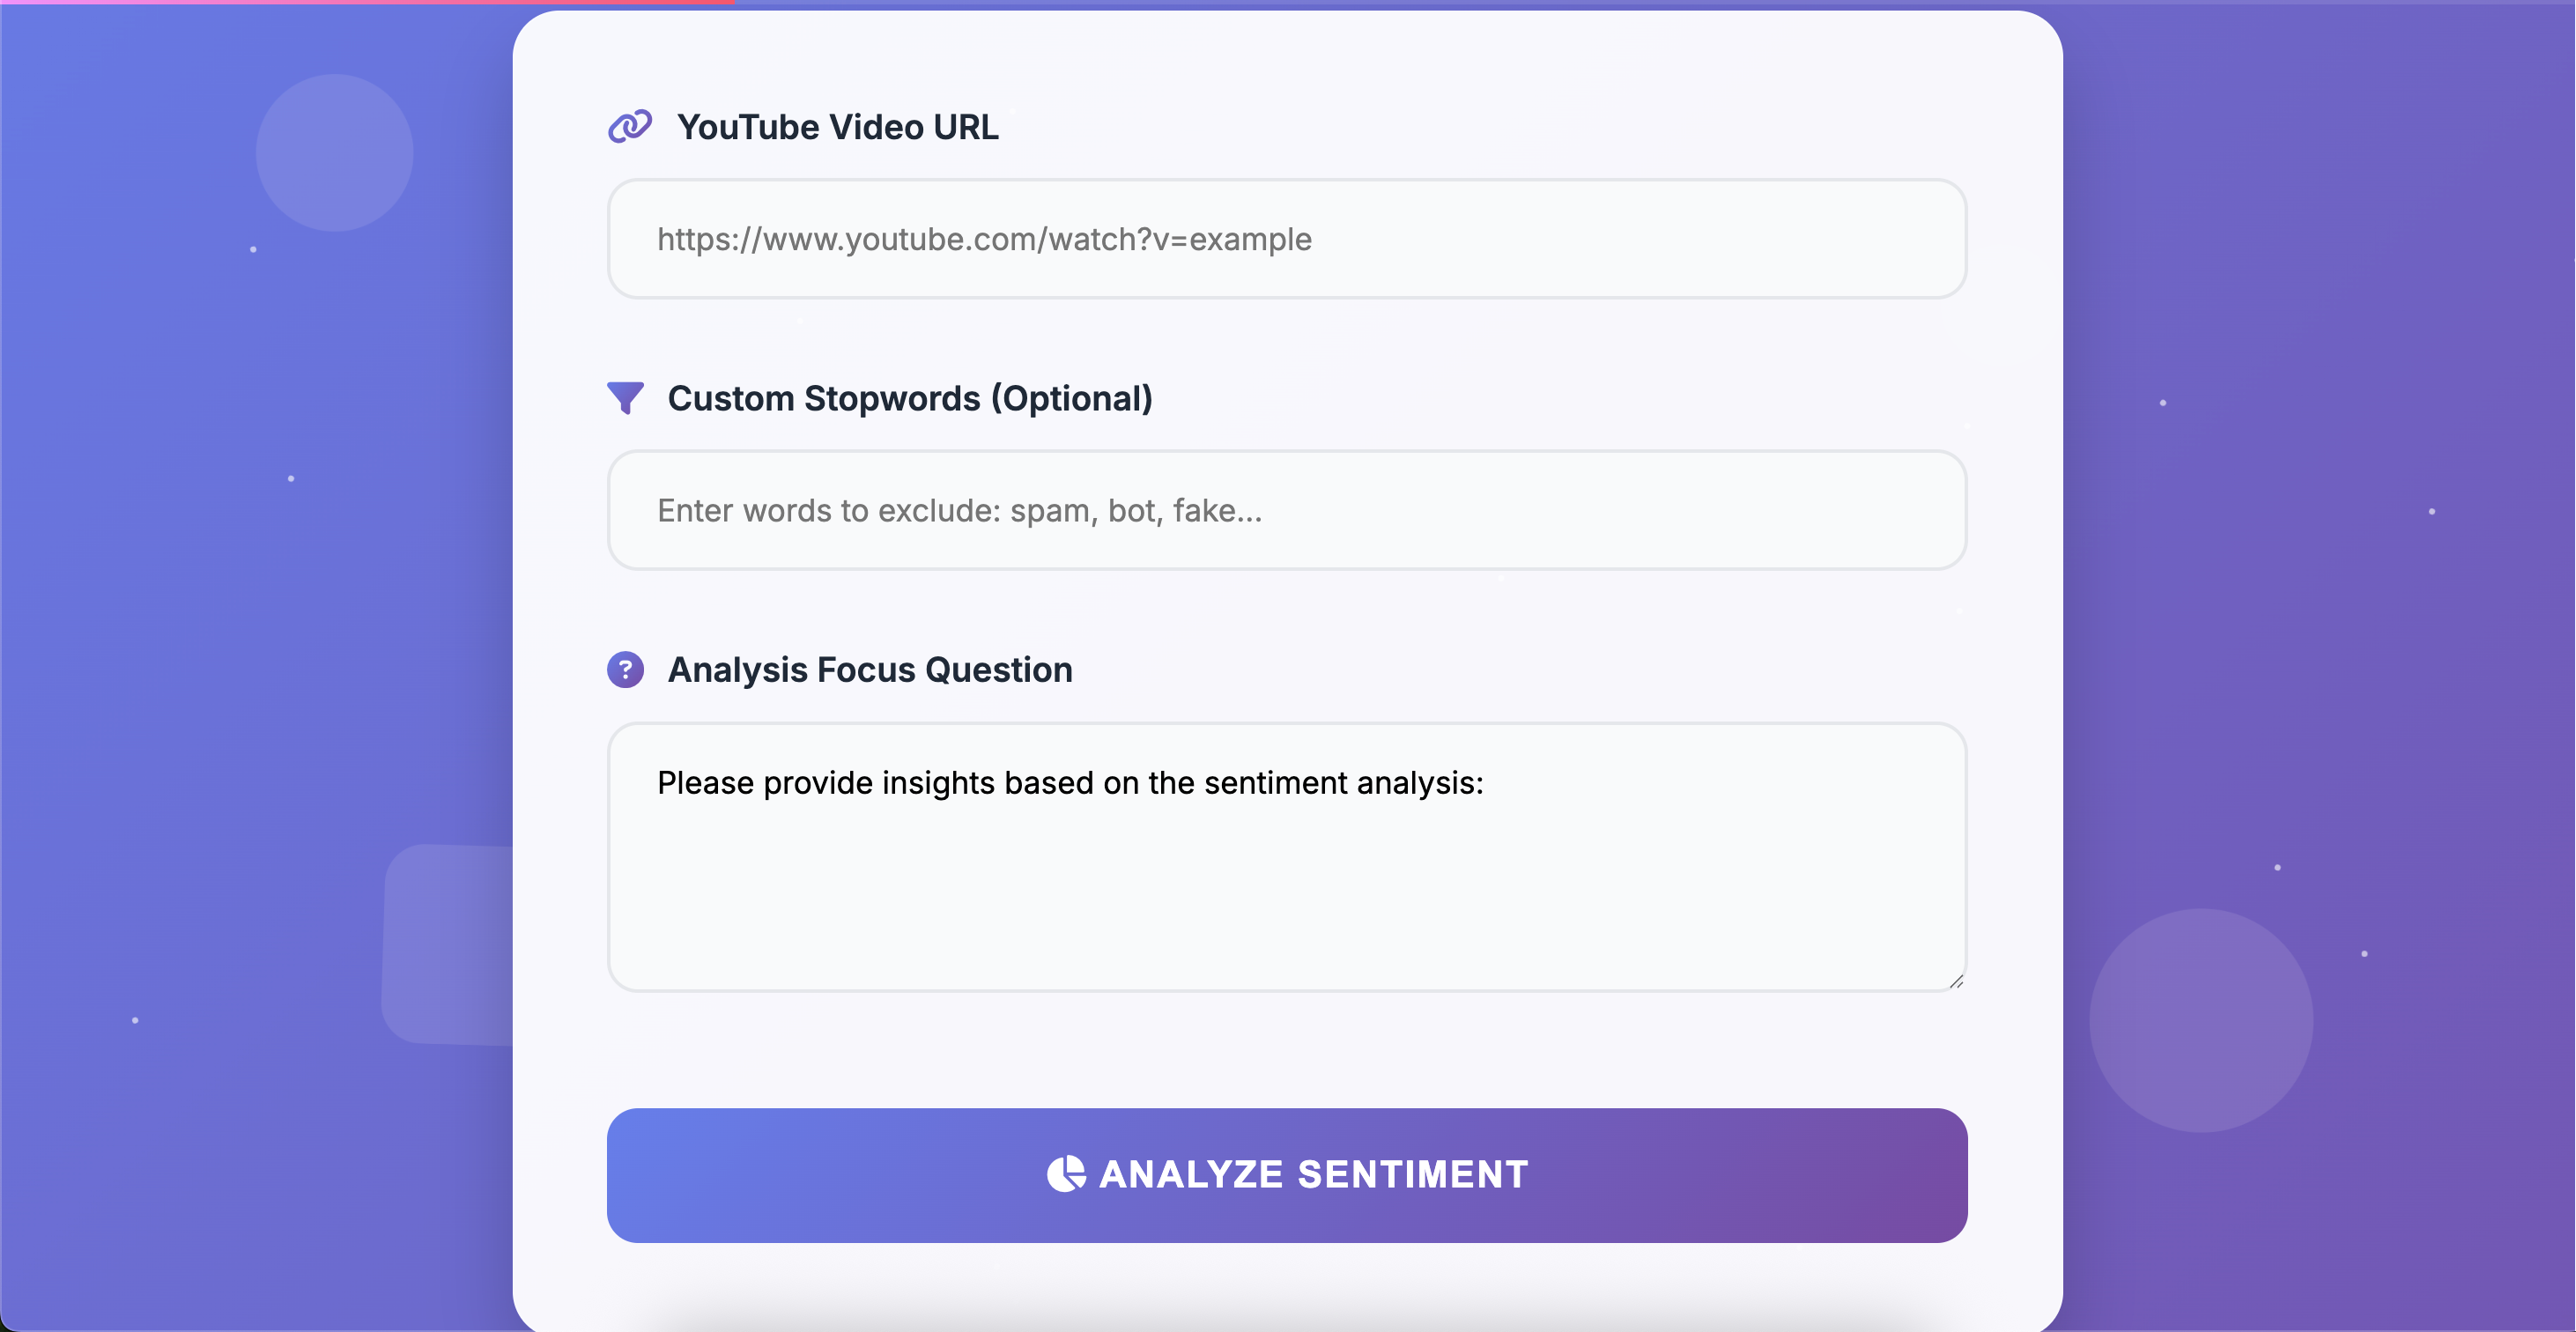 YouTube Video URL
https://www.youtube.com/watch?v=example
Custom Stopwords (Optional)
Enter words to exclude: spam, bot, fake...
Analysis Focus Question
Please provide insights based on the sentiment analysis:
ANALYZE SENTIMENT